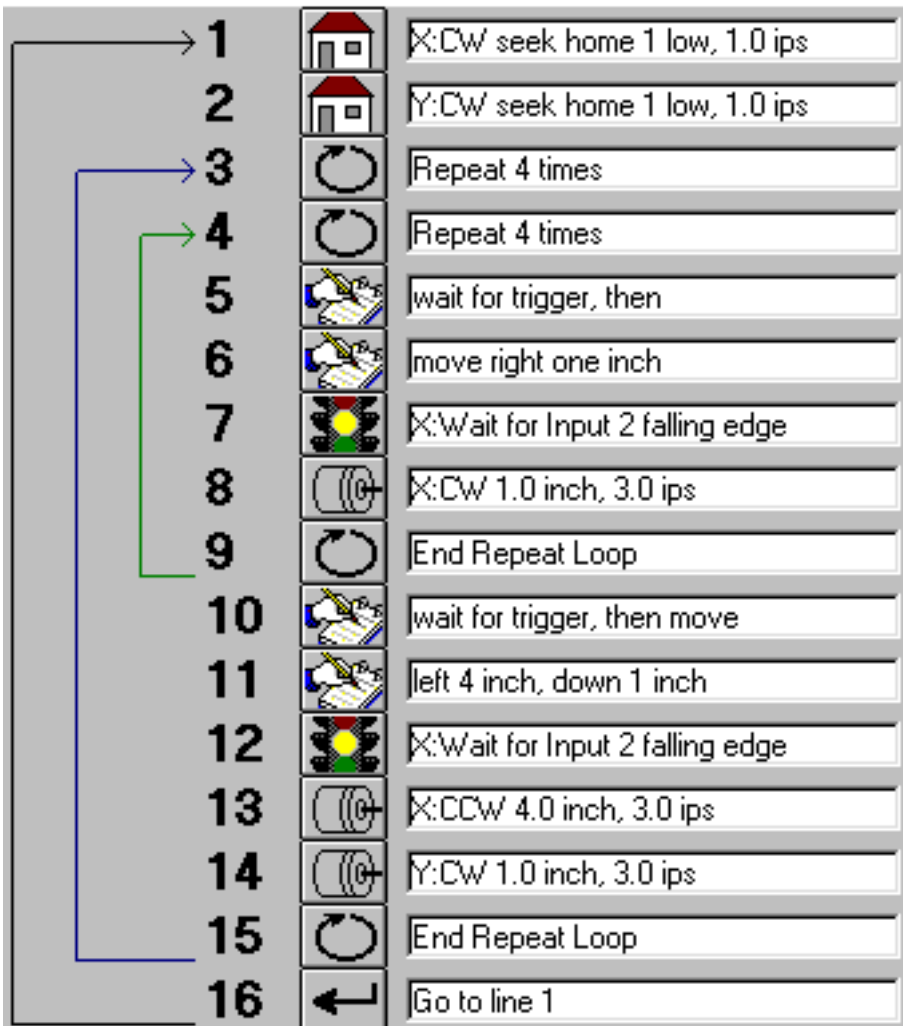 1 X:CW seek home 1 low, 1.0 ips
2 Y:CW seek home 1 low, 1.0 ips
3 Repeat 4 times
4 Repeat 4 times
5 wait for trigger, then
6 move right one inch
7 X:Wait for Input 2 falling edge
8 X:CW 1.0 inch, 3.0 ips
9 End Repeat Loop
10 wait for trigger, then move
11 left 4 inch, down 1 inch
12 X:Wait for Input 2 falling edge
13 X:CCW 4.0 inch, 3.0 ips
14 Y:CW 1.0 inch, 3.0 ips
15 End Repeat Loop
16 Go to line 1